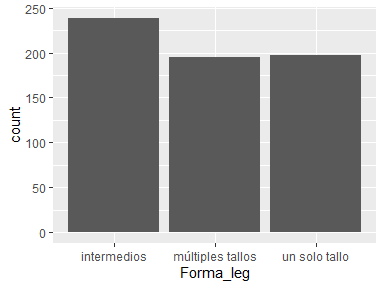 250
200
150
100
50
0
count
intermedios
múltiples tallos
un solo tallo
Forma_leg